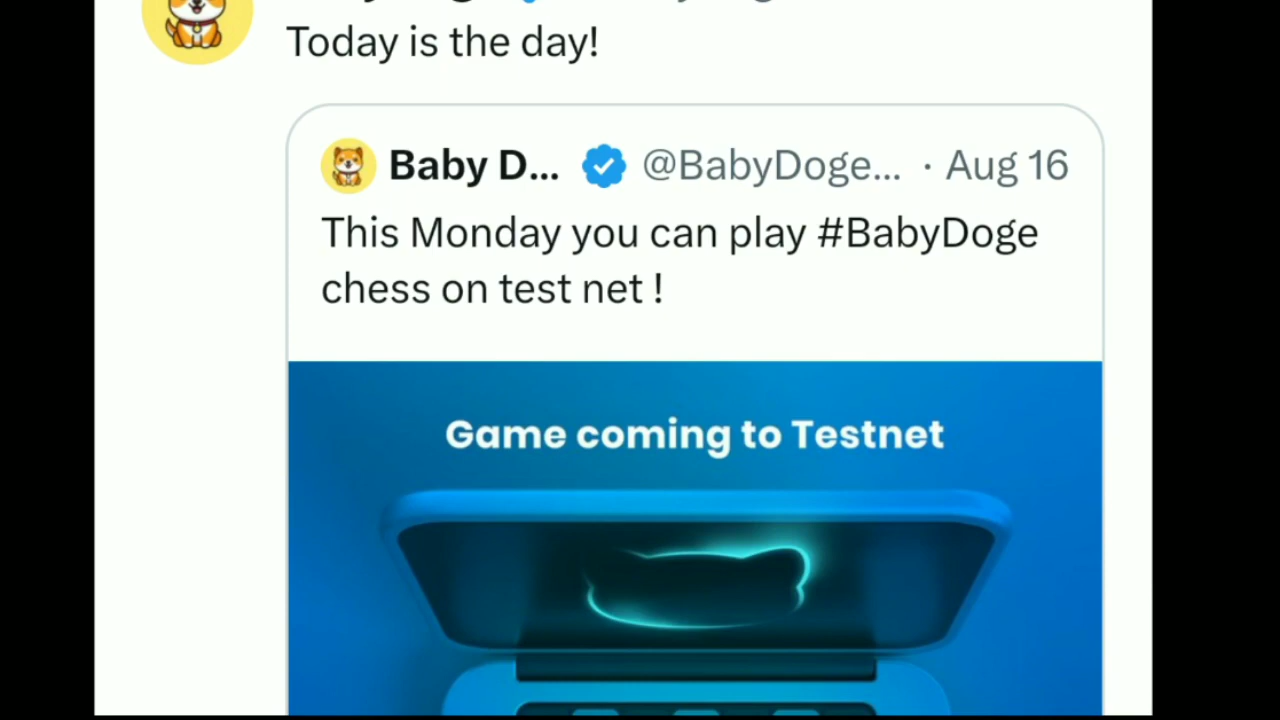 Today is the day!
Baby D... @BabyDoge... · Aug 16
This Monday you can play #BabyDoge
chess on test net !
Game coming to Testnet